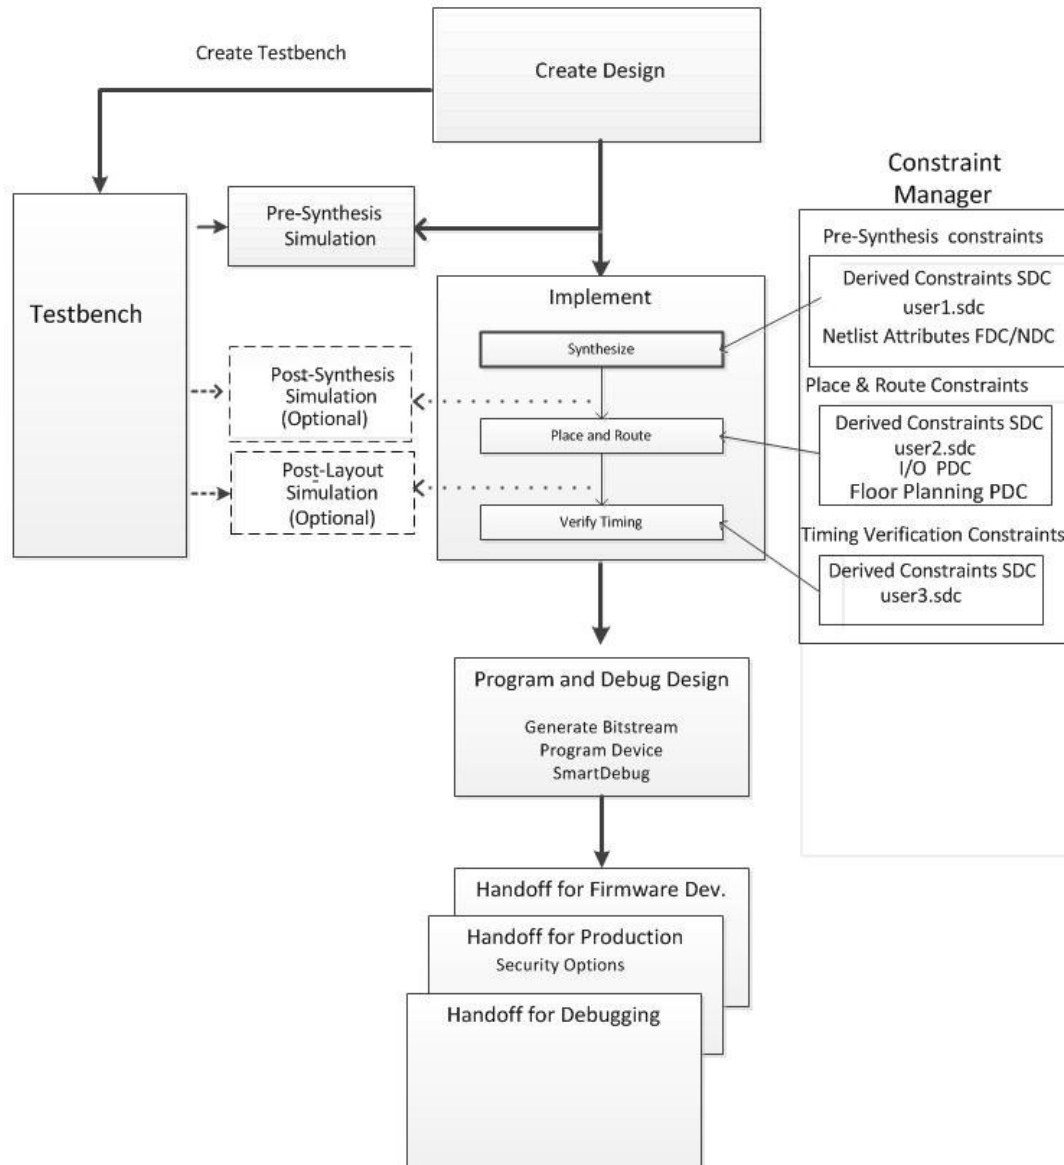 Create Testbench
Create Design
Constraint
Manager
Pre-Synthesis
Simulation
Pre-Synthesis constraints
Derived Constraints SDC
user1.sdc
Netlist Attributes FDC/NDC
Testbench
Implement
Synthesize
Post-Synthesis
Simulation
(Optional)
Place & Route Constraints
Place and Route
Derived Constraints SDC
user2.sdc
I/O PDC
Floor Planning PDC
Post-Layout
Simulation
(Optional)
Verify Timing
Timing Verification Constraints
Derived Constraints SDC
user3.sdc
Program and Debug Design
Generate Bitstream
Program Device
SmartDebug
Handoff for Firmware Dev.
Handoff for Production
Security Options
Handoff for Debugging